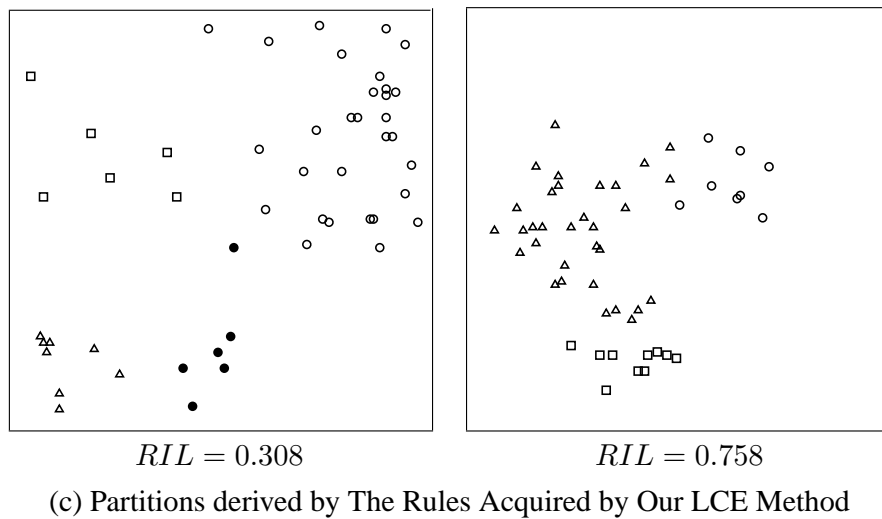 RIL = 0.308
RIL = 0.758
(c) Partitions derived by The Rules Acquired by Our LCE Method